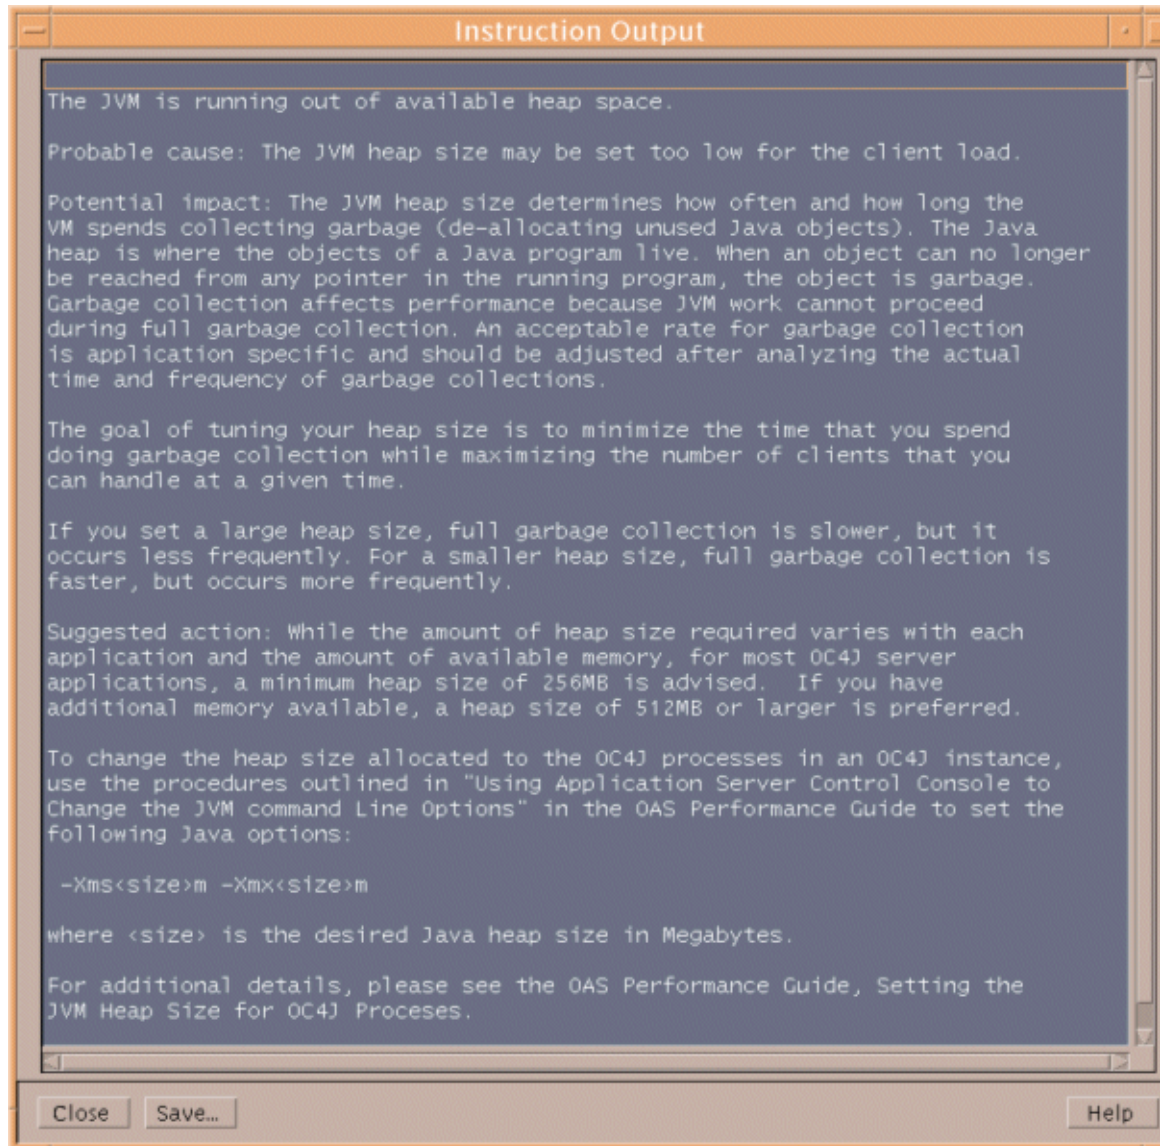 Instruction Output
The JVM is running out of available heap space.
Probable cause: The JVM heap size may be set too low for the client load.
Potential impact: The JVM heap size determines how often and how long the
VM spends collecting garbage (de-allocating unused Java objects). The Java
heap is where the objects of a Java program live. When an object can no longer
be reached from any pointer in the running program, the object is garbage.
Garbage collection affects performance because JVM work cannot proceed
during full garbage collection. An acceptable rate for garbage collection
is application specific and should be adjusted after analyzing the actual
time and frequency of garbage collections.
The goal of tuning your heap size is to minimize the time that you spend
doing garbage collection while maximizing the number of clients that you
can handle at a given time.
If you set a large heap size, full garbage collection is slower, but it
occurs less frequently. For a smaller heap size, full garbage collection is
faster, but occurs more frequently.
Suggested action: While the amount of heap size required varies with each
application and the amount of available memory, for most OC4J server
applications, a minimum heap size of 256MB is advised.  If you have
additional memory available, a heap size of 512MB or larger is preferred.
To change the heap size allocated to the OC4J processes in an OC4J instance,
use the procedures outlined in "Using Application Server Control Console to
Change the JVM command Line Options" in the OAS Performance Guide to set the
following Java options:
-Xms<size>m -Xmx<size>m
where <size> is the desired Java heap size in Megabytes.
For additional details, please see the OAS Performance Guide, Setting the
JVM Heap Size for OC4J Proceses.
Close Save... Help